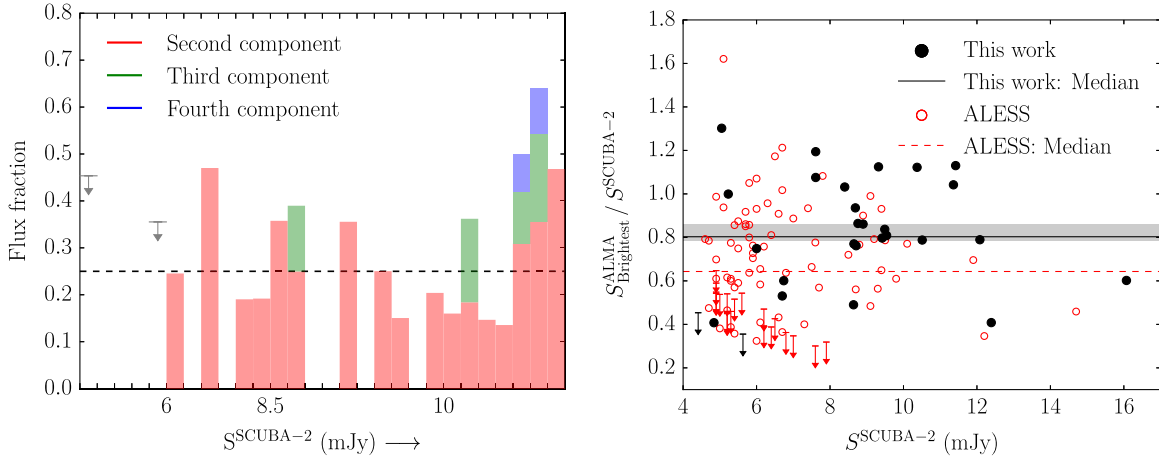 0.8
0.7
0.6
0.5
0.4
0.3
0.2
0.1
0.0
Flux fraction
Second component
Third component
Fourth component
6
8.5
10
S^SCUBA−2 (mJy) ⟶
1.8
1.6
1.4
1.2
1.0
0.8
0.6
0.4
0.2
S^ALMA_Brightest / S^SCUBA−2
This work
This work: Median
ALESS
ALESS: Median
4
6
8
10
12
14
16
S^SCUBA−2 (mJy)